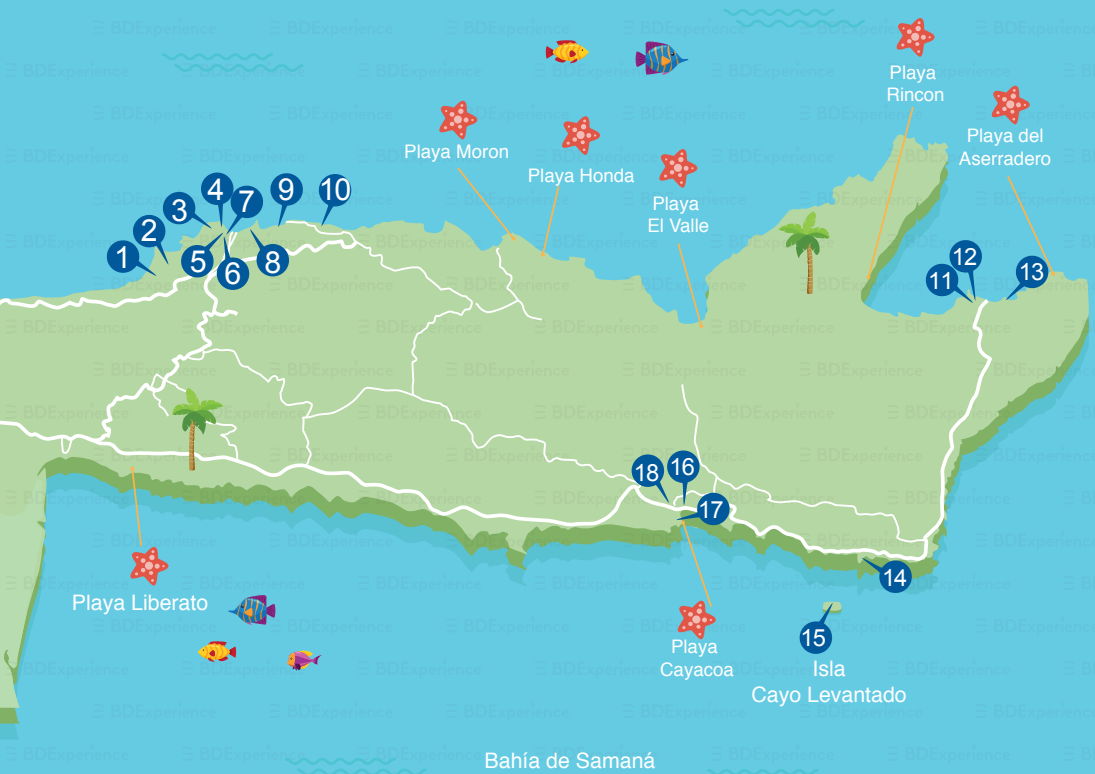 Playa
Rincon
Playa del
Aserradero
Playa Moron
Playa Honda
Playa
El Valle
1
2
3
4
5
6
7
8
9
10
11
12
13
18
16
17
14
15
Playa Liberato
Playa
Cayacoa
Isla
Cayo Levantado
Bahía de Samaná
BDExperience